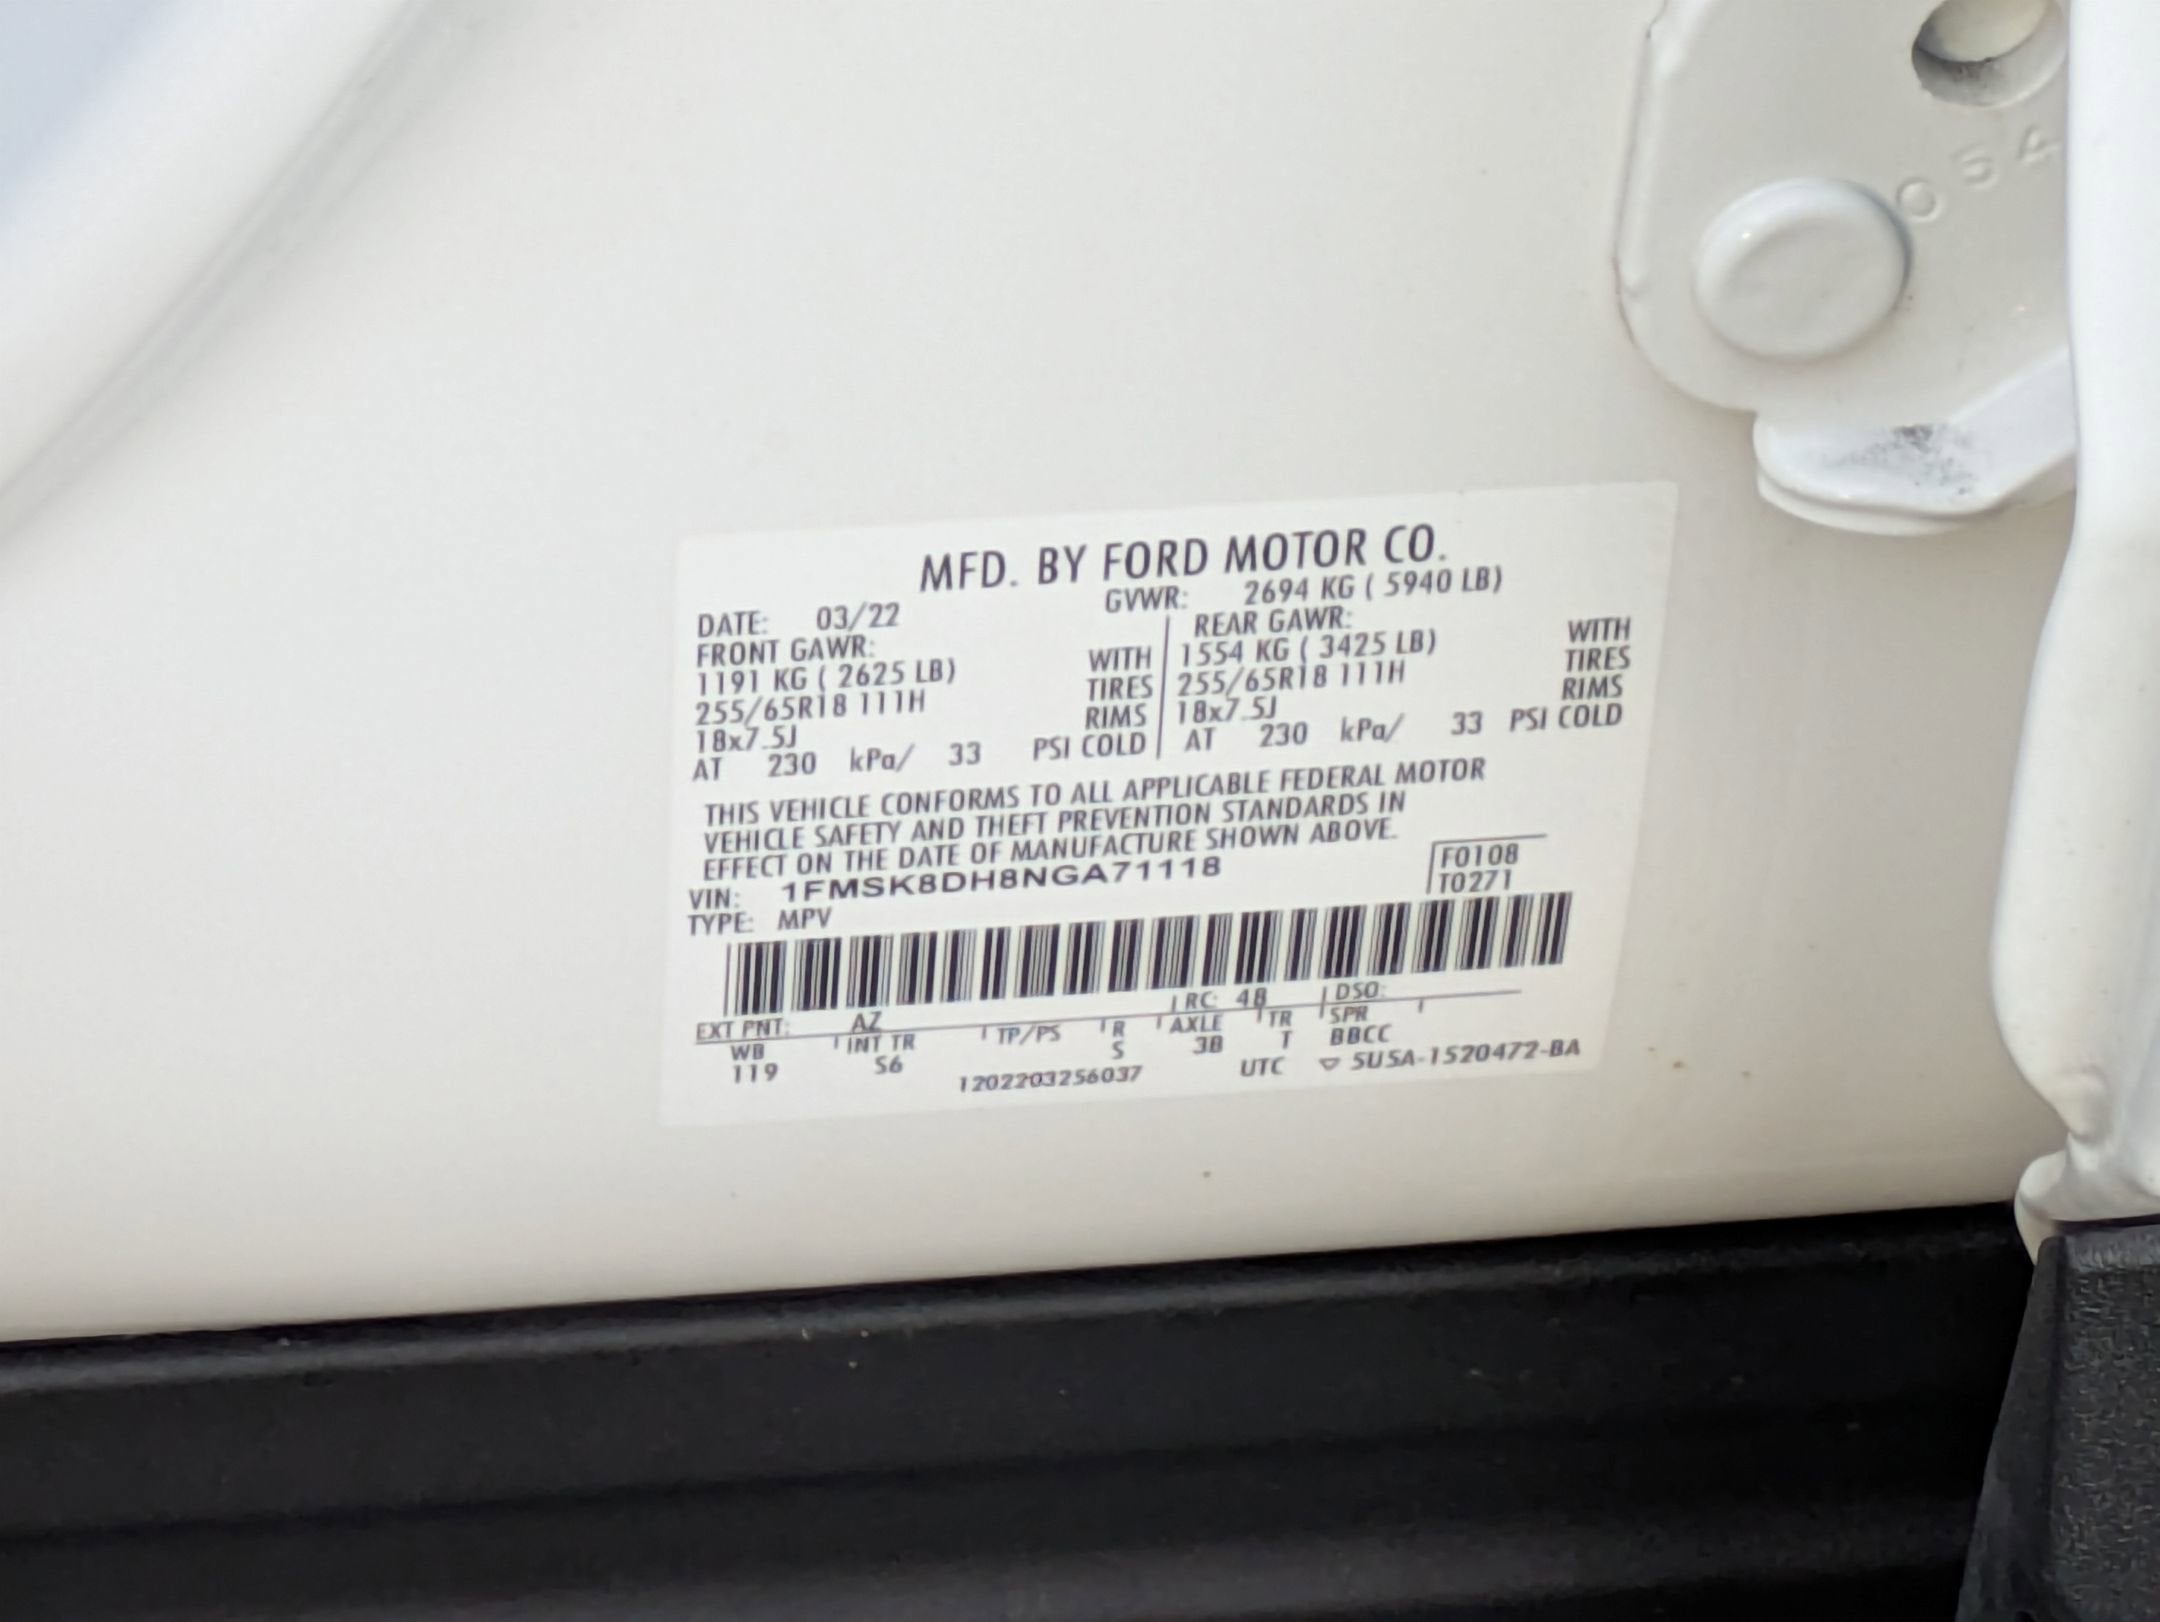 054
MFD. BY FORD MOTOR CO.
DATE: 03/22 GVWR: 2694 KG ( 5940 LB)
FRONT GAWR: REAR GAWR:
1191 KG ( 2625 LB) WITH 1554 KG ( 3425 LB) WITH
255/65R18 111H TIRES 255/65R18 111H TIRES
18x7.5J RIMS 18x7.5J RIMS
AT 230 kPa/ 33 PSI COLD AT 230 kPa/ 33 PSI COLD
THIS VEHICLE CONFORMS TO ALL APPLICABLE FEDERAL MOTOR
VEHICLE SAFETY AND THEFT PREVENTION STANDARDS IN
EFFECT ON THE DATE OF MANUFACTURE SHOWN ABOVE.
VIN: 1FMSK8DH8NGA71118 F0108
TYPE: MPV T0271
EXT PNT: AZ RC: 48 DSO:
WB INT TR TP/PS R AXLE TR SPR
119 S6 S 3B T BBCC
1202203256037 UTC ▽ 5U5A-1520472-BA